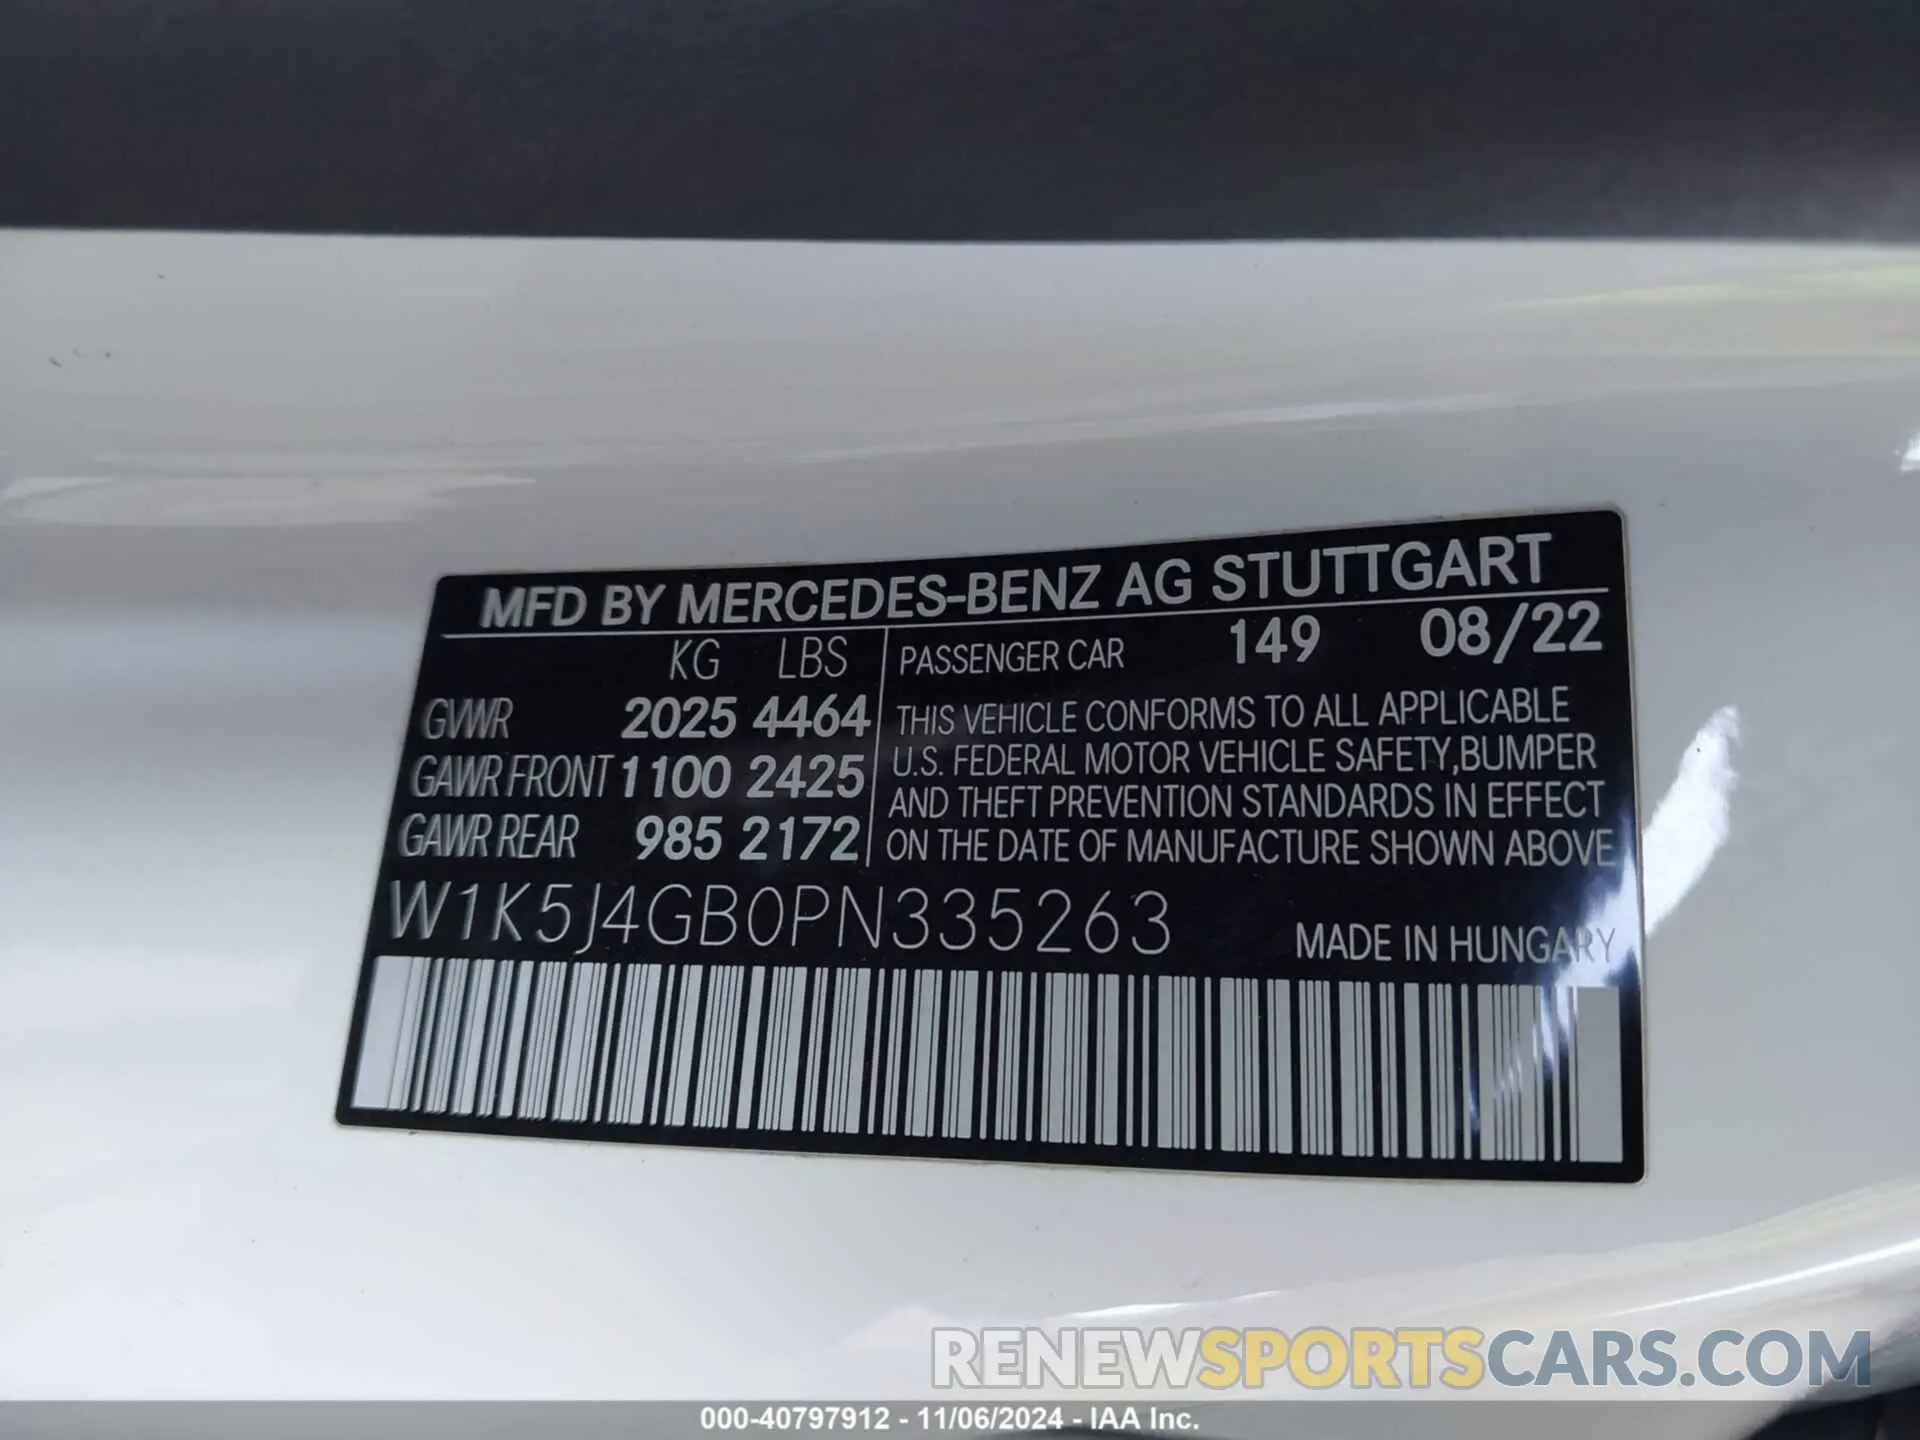 MFD BY MERCEDES-BENZ AG STUTTGART
KG LBS
GVWR 2025 4464
GAWR FRONT 1100 2425
GAWR REAR 985 2172
PASSENGER CAR 149 08/22
THIS VEHICLE CONFORMS TO ALL APPLICABLE
U.S. FEDERAL MOTOR VEHICLE SAFETY,BUMPER
AND THEFT PREVENTION STANDARDS IN EFFECT
ON THE DATE OF MANUFACTURE SHOWN ABOVE
W1K5J4GB0PN335263
MADE IN HUNGARY
RENEWSPORTSCARS.COM
000-40797912 - 11/06/2024 - IAA Inc.